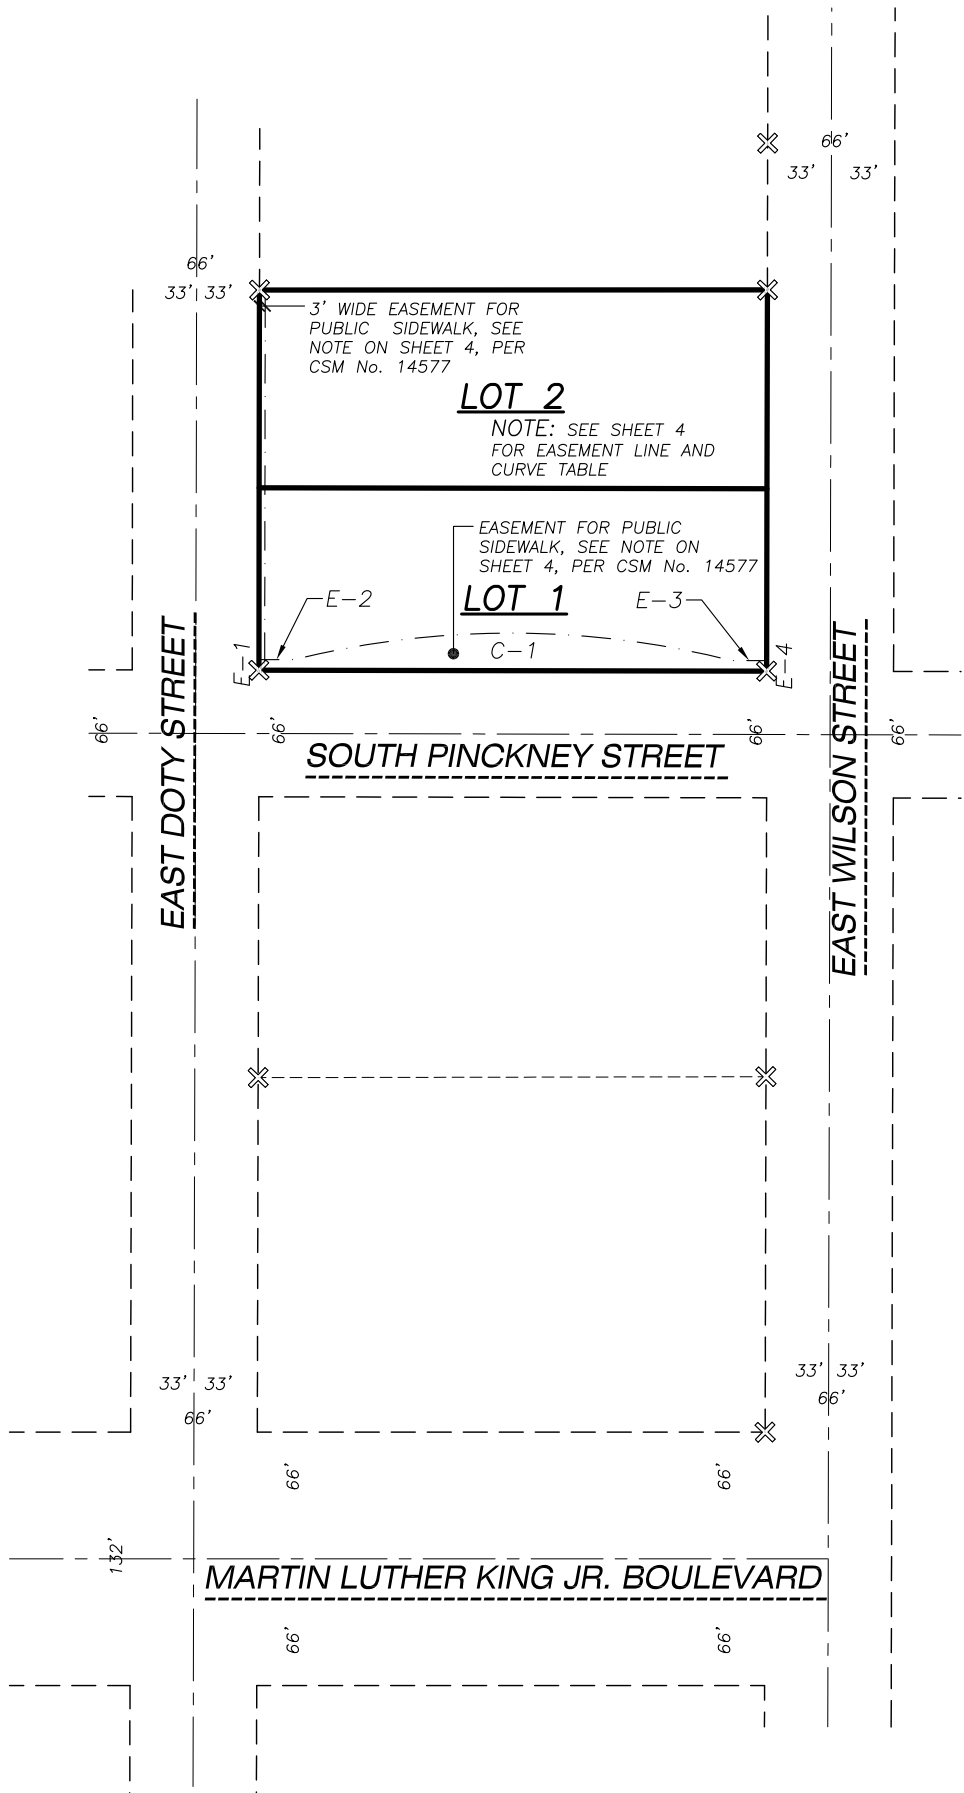 66'
33' 33'
66'
33' 33'
3' WIDE EASEMENT FOR
PUBLIC SIDEWALK, SEE
NOTE ON SHEET 4, PER
CSM No. 14577
LOT 2
NOTE: SEE SHEET 4
FOR EASEMENT LINE AND
CURVE TABLE
EASEMENT FOR PUBLIC
SIDEWALK, SEE NOTE ON
SHEET 4, PER CSM No. 14577
LOT 1
E-2
E-3
C-1
E-1
E-4
66'
66'
66'
66'
SOUTH PINCKNEY STREET
EAST DOTY STREET
EAST WILSON STREET
33' 33'
66'
33' 33'
66'
66'
66'
132'
MARTIN LUTHER KING JR. BOULEVARD
66'
66'